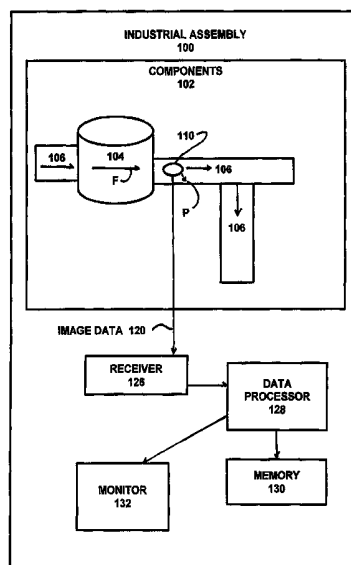 INDUSTRIAL ASSEMBLY
100
COMPONENTS
102
110
106
104
106
F
P
106
IMAGE DATA 120
RECEIVER
126
DATA
PROCESSOR
128
MONITOR
132
MEMORY
130